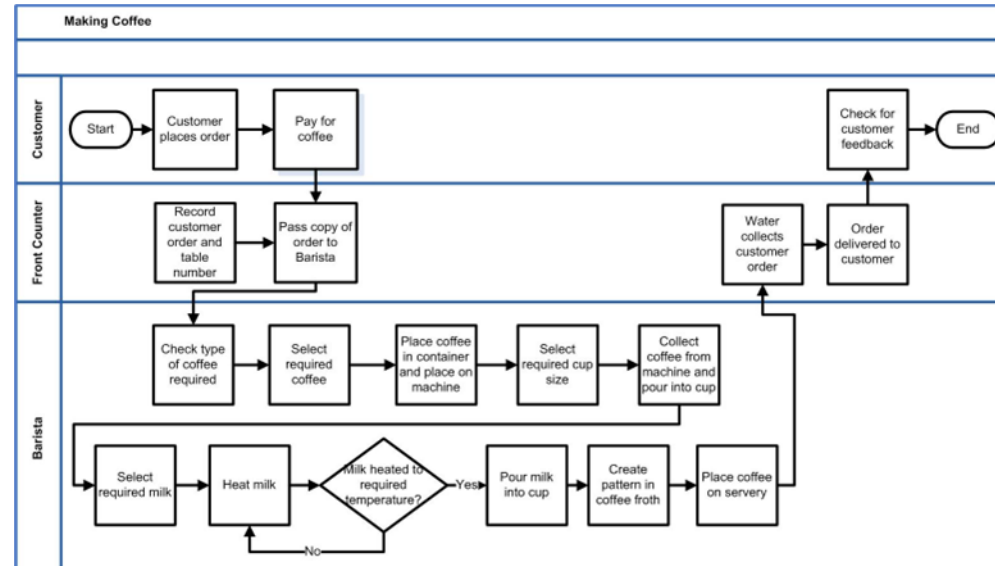 Making Coffee
Customer
Start
Customer
places order
Pay for
coffee
Check for
customer
feedback
End
Front Counter
Record
customer
order and
table
number
Pass copy of
order to
Barista
Water
collects
customer
order
Order
delivered to
customer
Barista
Check type
of coffee
required
Select
required
coffee
Place coffee
in container
and place on
machine
Select
required cup
size
Collect
coffee from
machine and
pour into cup
Select
required milk
Heat milk
Milk heated to
required
temperature?
Yes
No
Pour milk
into cup
Create
pattern in
coffee froth
Place coffee
on servery